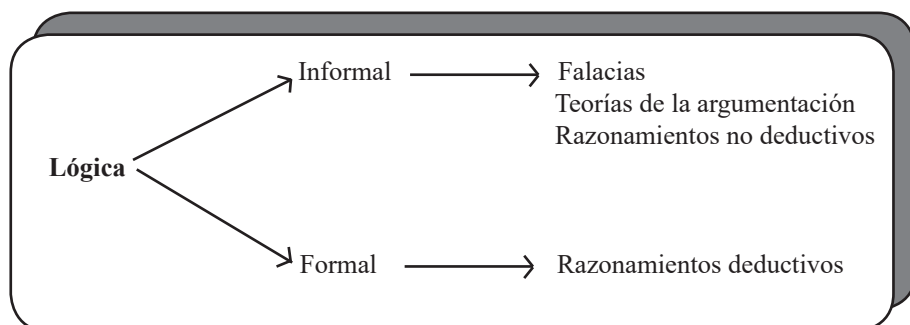 Informal
Falacias
Teorías de la argumentación
Razonamientos no deductivos
Lógica
Formal
Razonamientos deductivos